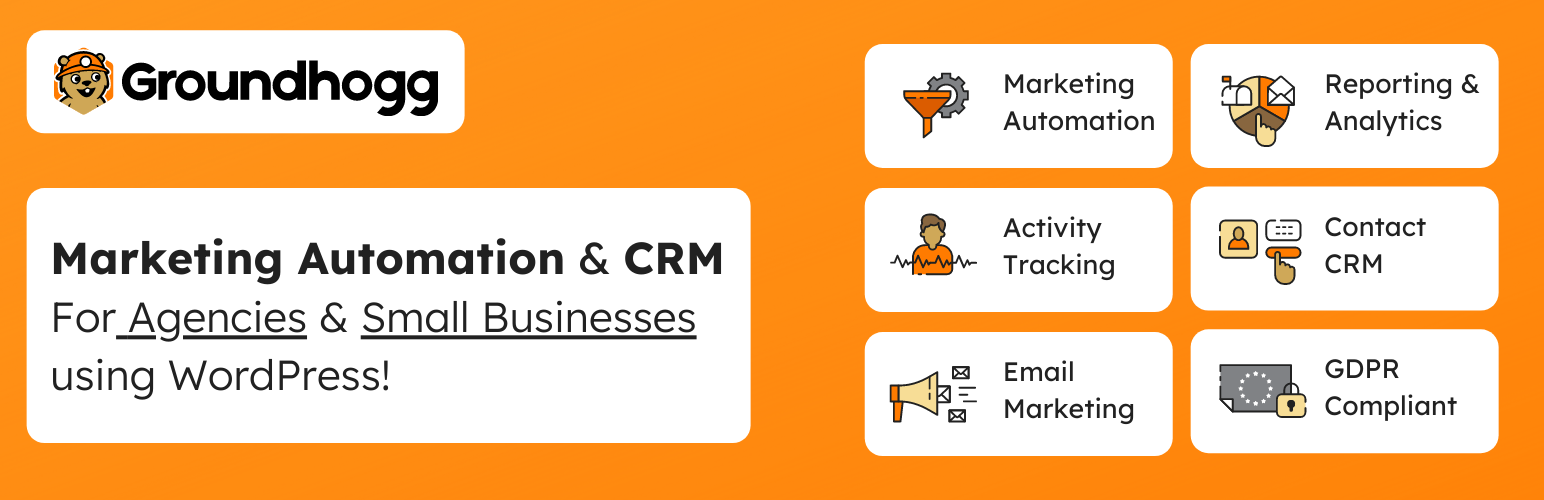 Groundhogg
Marketing Automation & CRM
For Agencies & Small Businesses
using WordPress!
Marketing
Automation
Reporting &
Analytics
Activity
Tracking
Contact
CRM
Email
Marketing
GDPR
Compliant